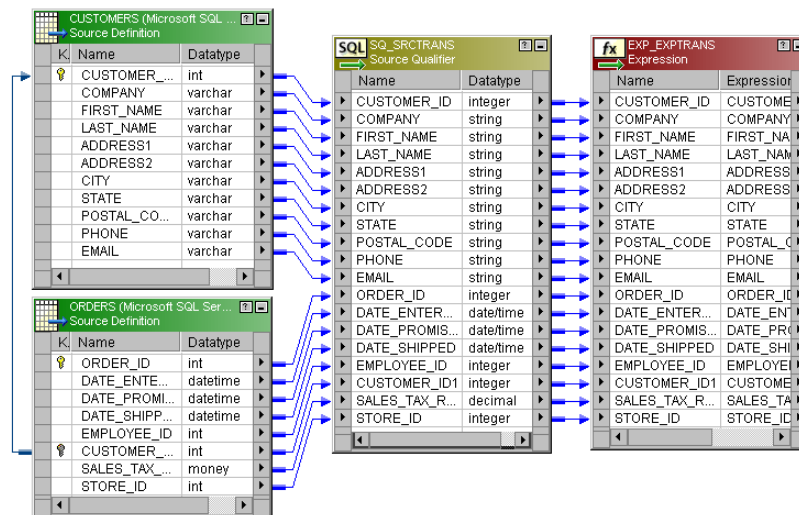 CUSTOMERS (Microsoft SQL ...
Source Definition
K. Name Datatype
CUSTOMER_... int
COMPANY varchar
FIRST_NAME varchar
LAST_NAME varchar
ADDRESS1 varchar
ADDRESS2 varchar
CITY varchar
STATE varchar
POSTAL_CO... varchar
PHONE varchar
EMAIL varchar
ORDERS (Microsoft SQL Ser...
Source Definition
K. Name Datatype
ORDER_ID int
DATE_ENTE... datetime
DATE_PROMI... datetime
DATE_SHIPP... datetime
EMPLOYEE_ID int
CUSTOMER_... int
SALES_TAX_... money
STORE_ID int
SQL SQ_SRCTRANS
Source Qualifier
Name Datatype
CUSTOMER_ID integer
COMPANY string
FIRST_NAME string
LAST_NAME string
ADDRESS1 string
ADDRESS2 string
CITY string
STATE string
POSTAL_CODE string
PHONE string
EMAIL string
ORDER_ID integer
DATE_ENTER... date/time
DATE_PROMIS... date/time
DATE_SHIPPED date/time
EMPLOYEE_ID integer
CUSTOMER_ID1 integer
SALES_TAX_R... decimal
STORE_ID integer
fx EXP_EXPTRANS
Expression
Name Expression
CUSTOMER_ID CUSTOME
COMPANY COMPANY
FIRST_NAME FIRST_NA
LAST_NAME LAST_NAM
ADDRESS1 ADDRESS
ADDRESS2 ADDRESS
CITY CITY
STATE STATE
POSTAL_CODE POSTAL_C
PHONE PHONE
EMAIL EMAIL
ORDER_ID ORDER_ID
DATE_ENTER... DATE_ENT
DATE_PROMIS... DATE_PRO
DATE_SHIPPED DATE_SHI
EMPLOYEE_ID EMPLOYEE
CUSTOMER_ID1 CUSTOME
SALES_TAX_R... SALES_TA
STORE_ID STORE_ID